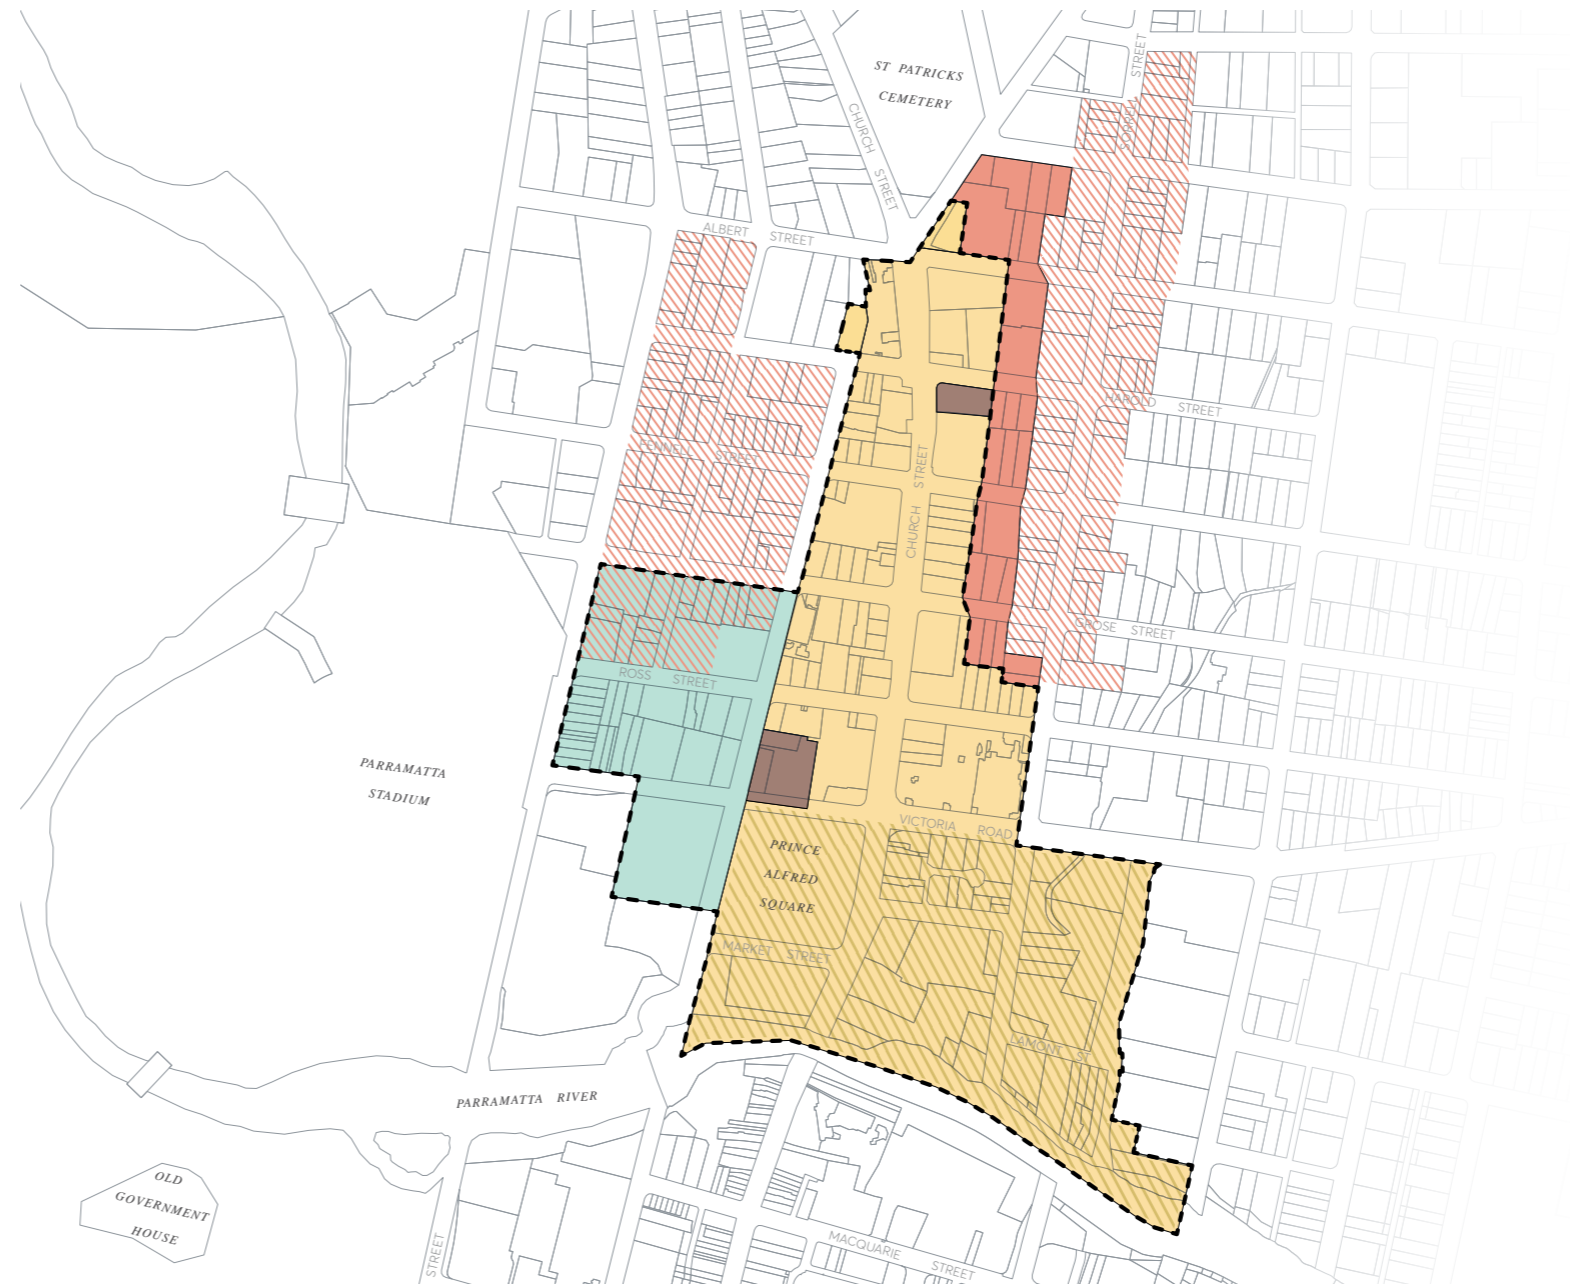 ST PATRICKS
CEMETERY
STREET
SORRELL
CHURCH STREET
ALBERT STREET
HAROLD STREET
FENNELL STREET
CHURCH STREET
GROSE STREET
ROSS STREET
PARRAMATTA
STADIUM
VICTORIA ROAD
PRINCE
ALFRED
SQUARE
MARKET STREET
LAMONT ST
PARRAMATTA RIVER
OLD
GOVERNMENT
HOUSE
STREET
MACQUARIE STREET